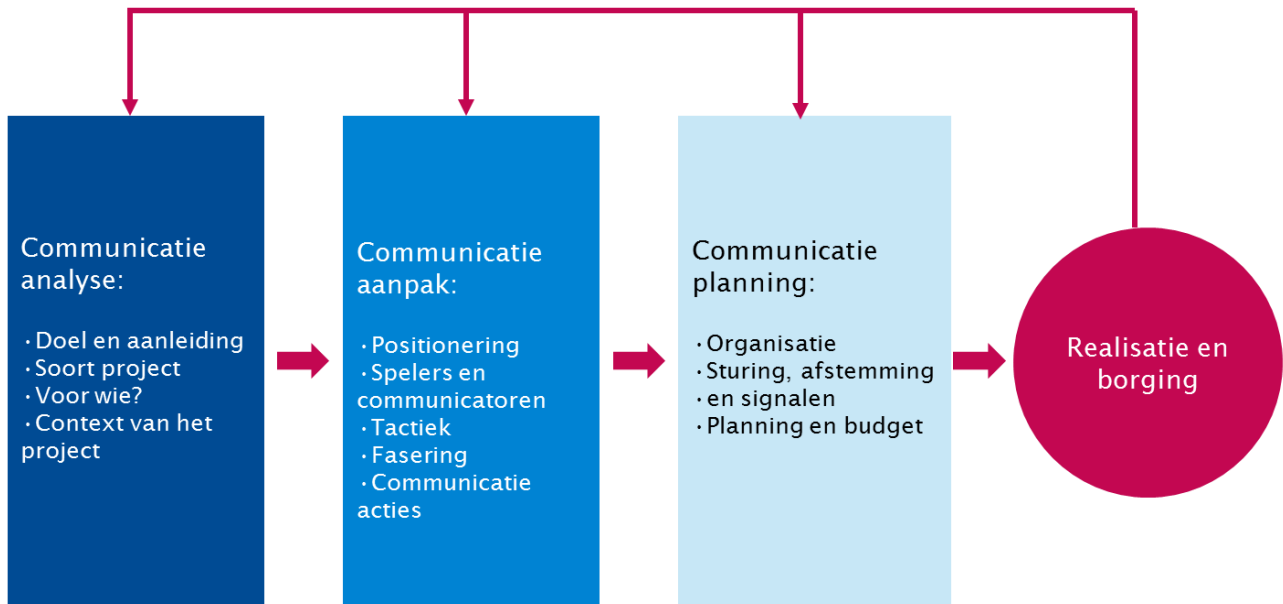 Communicatie
analyse:
·Doel en aanleiding
·Soort project
·Voor wie?
·Context van het
project
Communicatie
aanpak:
·Positionering
·Spelers en
communicatoren
·Tactiek
·Fasering
·Communicatie
acties
Communicatie
planning:
·Organisatie
·Sturing, afstemming
·en signalen
·Planning en budget
Realisatie en
borging